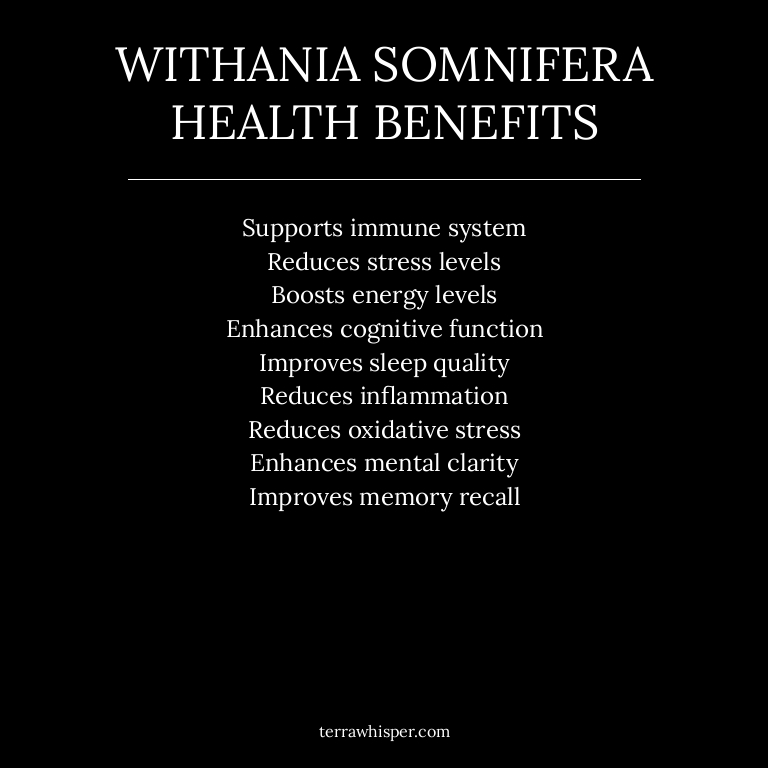 WITHANIA SOMNIFERA
HEALTH BENEFITS
Supports immune system
Reduces stress levels
Boosts energy levels
Enhances cognitive function
Improves sleep quality
Reduces inflammation
Reduces oxidative stress
Enhances mental clarity
Improves memory recall
terrawhisper.com